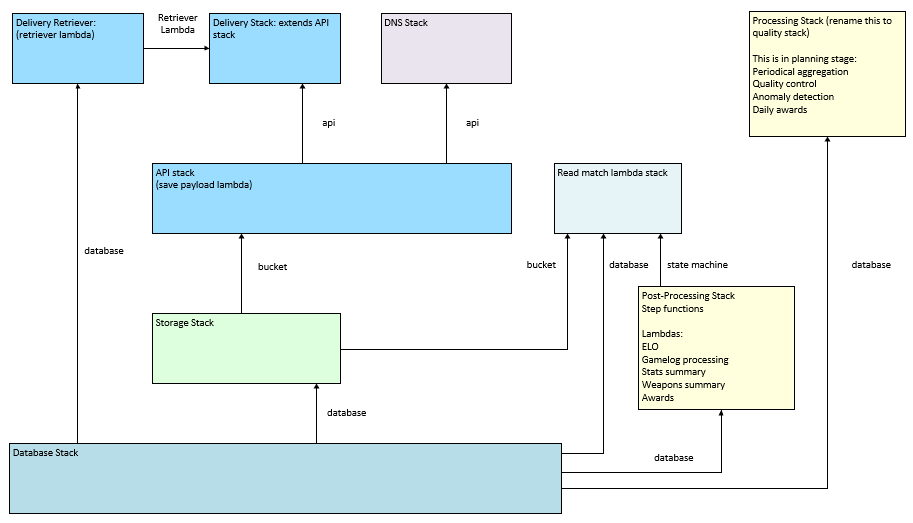 Delivery Retriever:
(retriever lambda)
Retriever
Lambda
Delivery Stack: extends API
stack
DNS Stack
Processing Stack (rename this to
quality stack)
This is in planning stage:
Periodical aggregation
Quality control
Anomaly detection
Daily awards
api
api
API stack
(save payload lambda)
Read match lambda stack
database
bucket
bucket
database
state machine
database
Post-Processing Stack
Step functions
Lambdas:
ELO
Gamelog processing
Stats summary
Weapons summary
Awards
Storage Stack
database
database
Database Stack